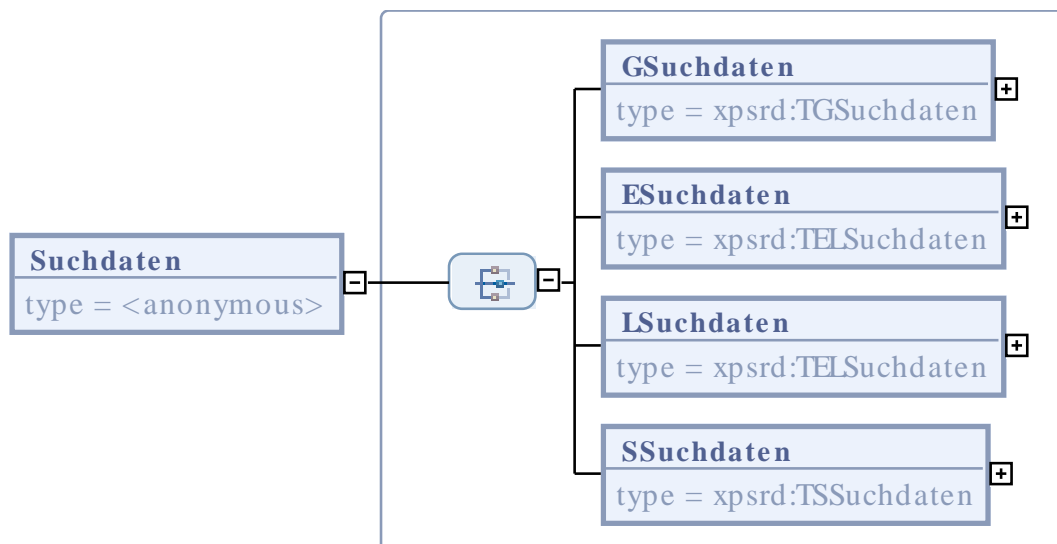 GSuchdaten
type = xpsrd:TGSuchdaten
ESuchdaten
type = xpsrd:TELSuchdaten
Suchdaten
type = <anonymous>
LSuchdaten
type = xpsrd:TELSuchdaten
SSuchdaten
type = xpsrd:TSSuchdaten